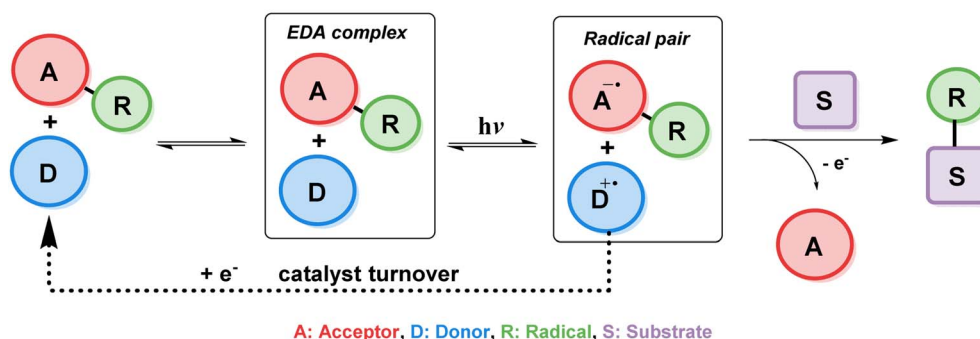 EDA complex
Radical pair
A
R
+
D
A
R
+
D
hν
A−•
R
+
D+•
S
- e-
A
R
S
+ e- catalyst turnover
A: Acceptor, D: Donor, R: Radical, S: Substrate